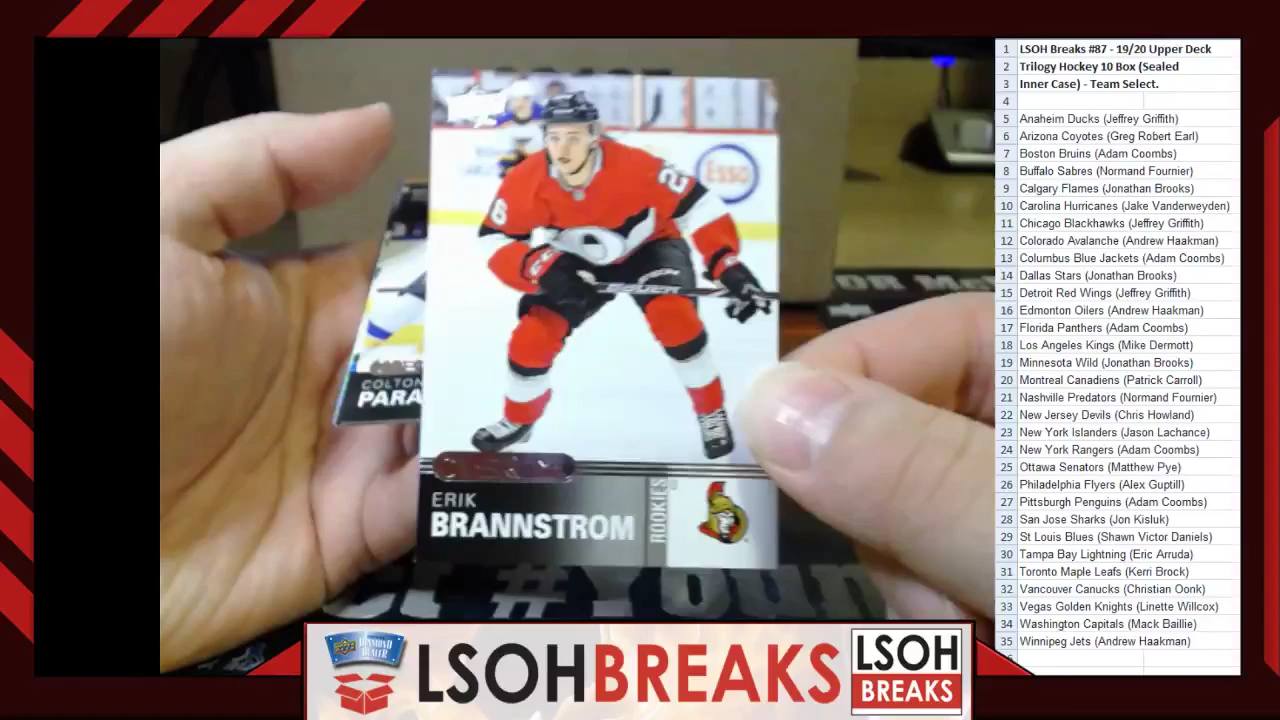 1 LSOH Breaks #87 - 19/20 Upper Deck
2 Trilogy Hockey 10 Box (Sealed
3 Inner Case) - Team Select.
4
5 Anaheim Ducks (Jeffrey Griffith)
6 Arizona Coyotes (Greg Robert Earl)
7 Boston Bruins (Adam Coombs)
8 Buffalo Sabres (Normand Fournier)
9 Calgary Flames (Jonathan Brooks)
10 Carolina Hurricanes (Jake Vanderweyden)
11 Chicago Blackhawks (Jeffrey Griffith)
12 Colorado Avalanche (Andrew Haakman)
13 Columbus Blue Jackets (Adam Coombs)
14 Dallas Stars (Jonathan Brooks)
15 Detroit Red Wings (Jeffrey Griffith)
16 Edmonton Oilers (Andrew Haakman)
17 Florida Panthers (Adam Coombs)
18 Los Angeles Kings (Mike Dermott)
19 Minnesota Wild (Jonathan Brooks)
20 Montreal Canadiens (Patrick Carroll)
21 Nashville Predators (Normand Fournier)
22 New Jersey Devils (Chris Howland)
23 New York Islanders (Jason Lachance)
24 New York Rangers (Adam Coombs)
25 Ottawa Senators (Matthew Pye)
26 Philadelphia Flyers (Alex Guptill)
27 Pittsburgh Penguins (Adam Coombs)
28 San Jose Sharks (Jon Kisluk)
29 St Louis Blues (Shawn Victor Daniels)
30 Tampa Bay Lightning (Eric Arruda)
31 Toronto Maple Leafs (Kerri Brock)
32 Vancouver Canucks (Christian Oonk)
33 Vegas Golden Knights (Linette Willcox)
34 Washington Capitals (Mack Baillie)
35 Winnipeg Jets (Andrew Haakman)
Esso
26
BAUER
COLTON
PARA
ERIK
BRANNSTROM
ROOKIES
#Youn
DIAMOND
DEALER
LSOHBREAKS
LSOH
BREAKS